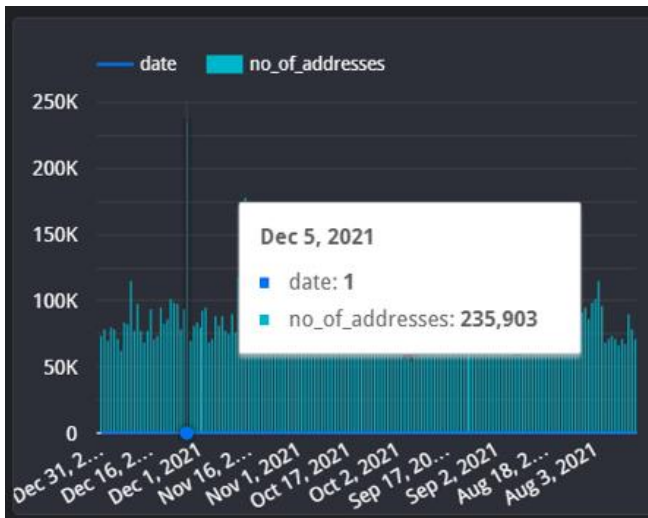 date no_of_addresses
250K
200K
150K
100K
50K
0
Dec 5, 2021
date: 1
no_of_addresses: 235,903
Dec 31, 2...
Dec 16, 2...
Dec 1, 2021
Nov 16, 2...
Nov 1, 2021
Oct 17, 2021
Oct 2, 2021
Sep 17, 20...
Sep 2, 2021
Aug 18, 2...
Aug 3, 2021